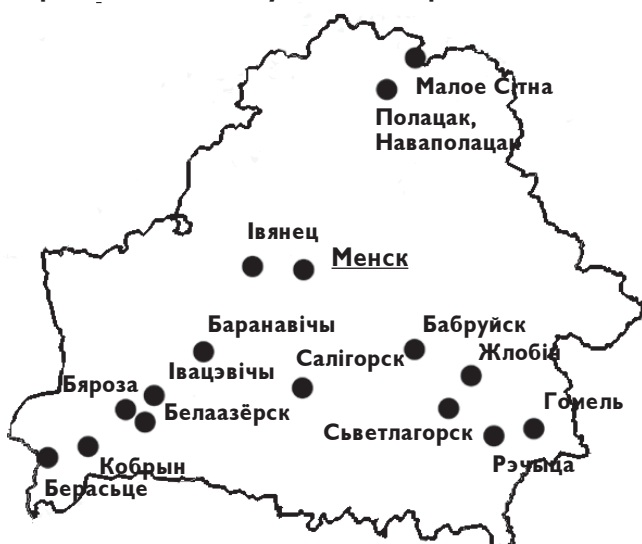 Малое Сітна
Полацак,
Наваполацак
Івянец
Менск
Баранавічы
Бабруйск
Жлобін
Салігорск
Івацэвічы
Бяроза
Белаазёрск
Гомель
Сьветлагорск
Рэчыца
Кобрын
Берасьце